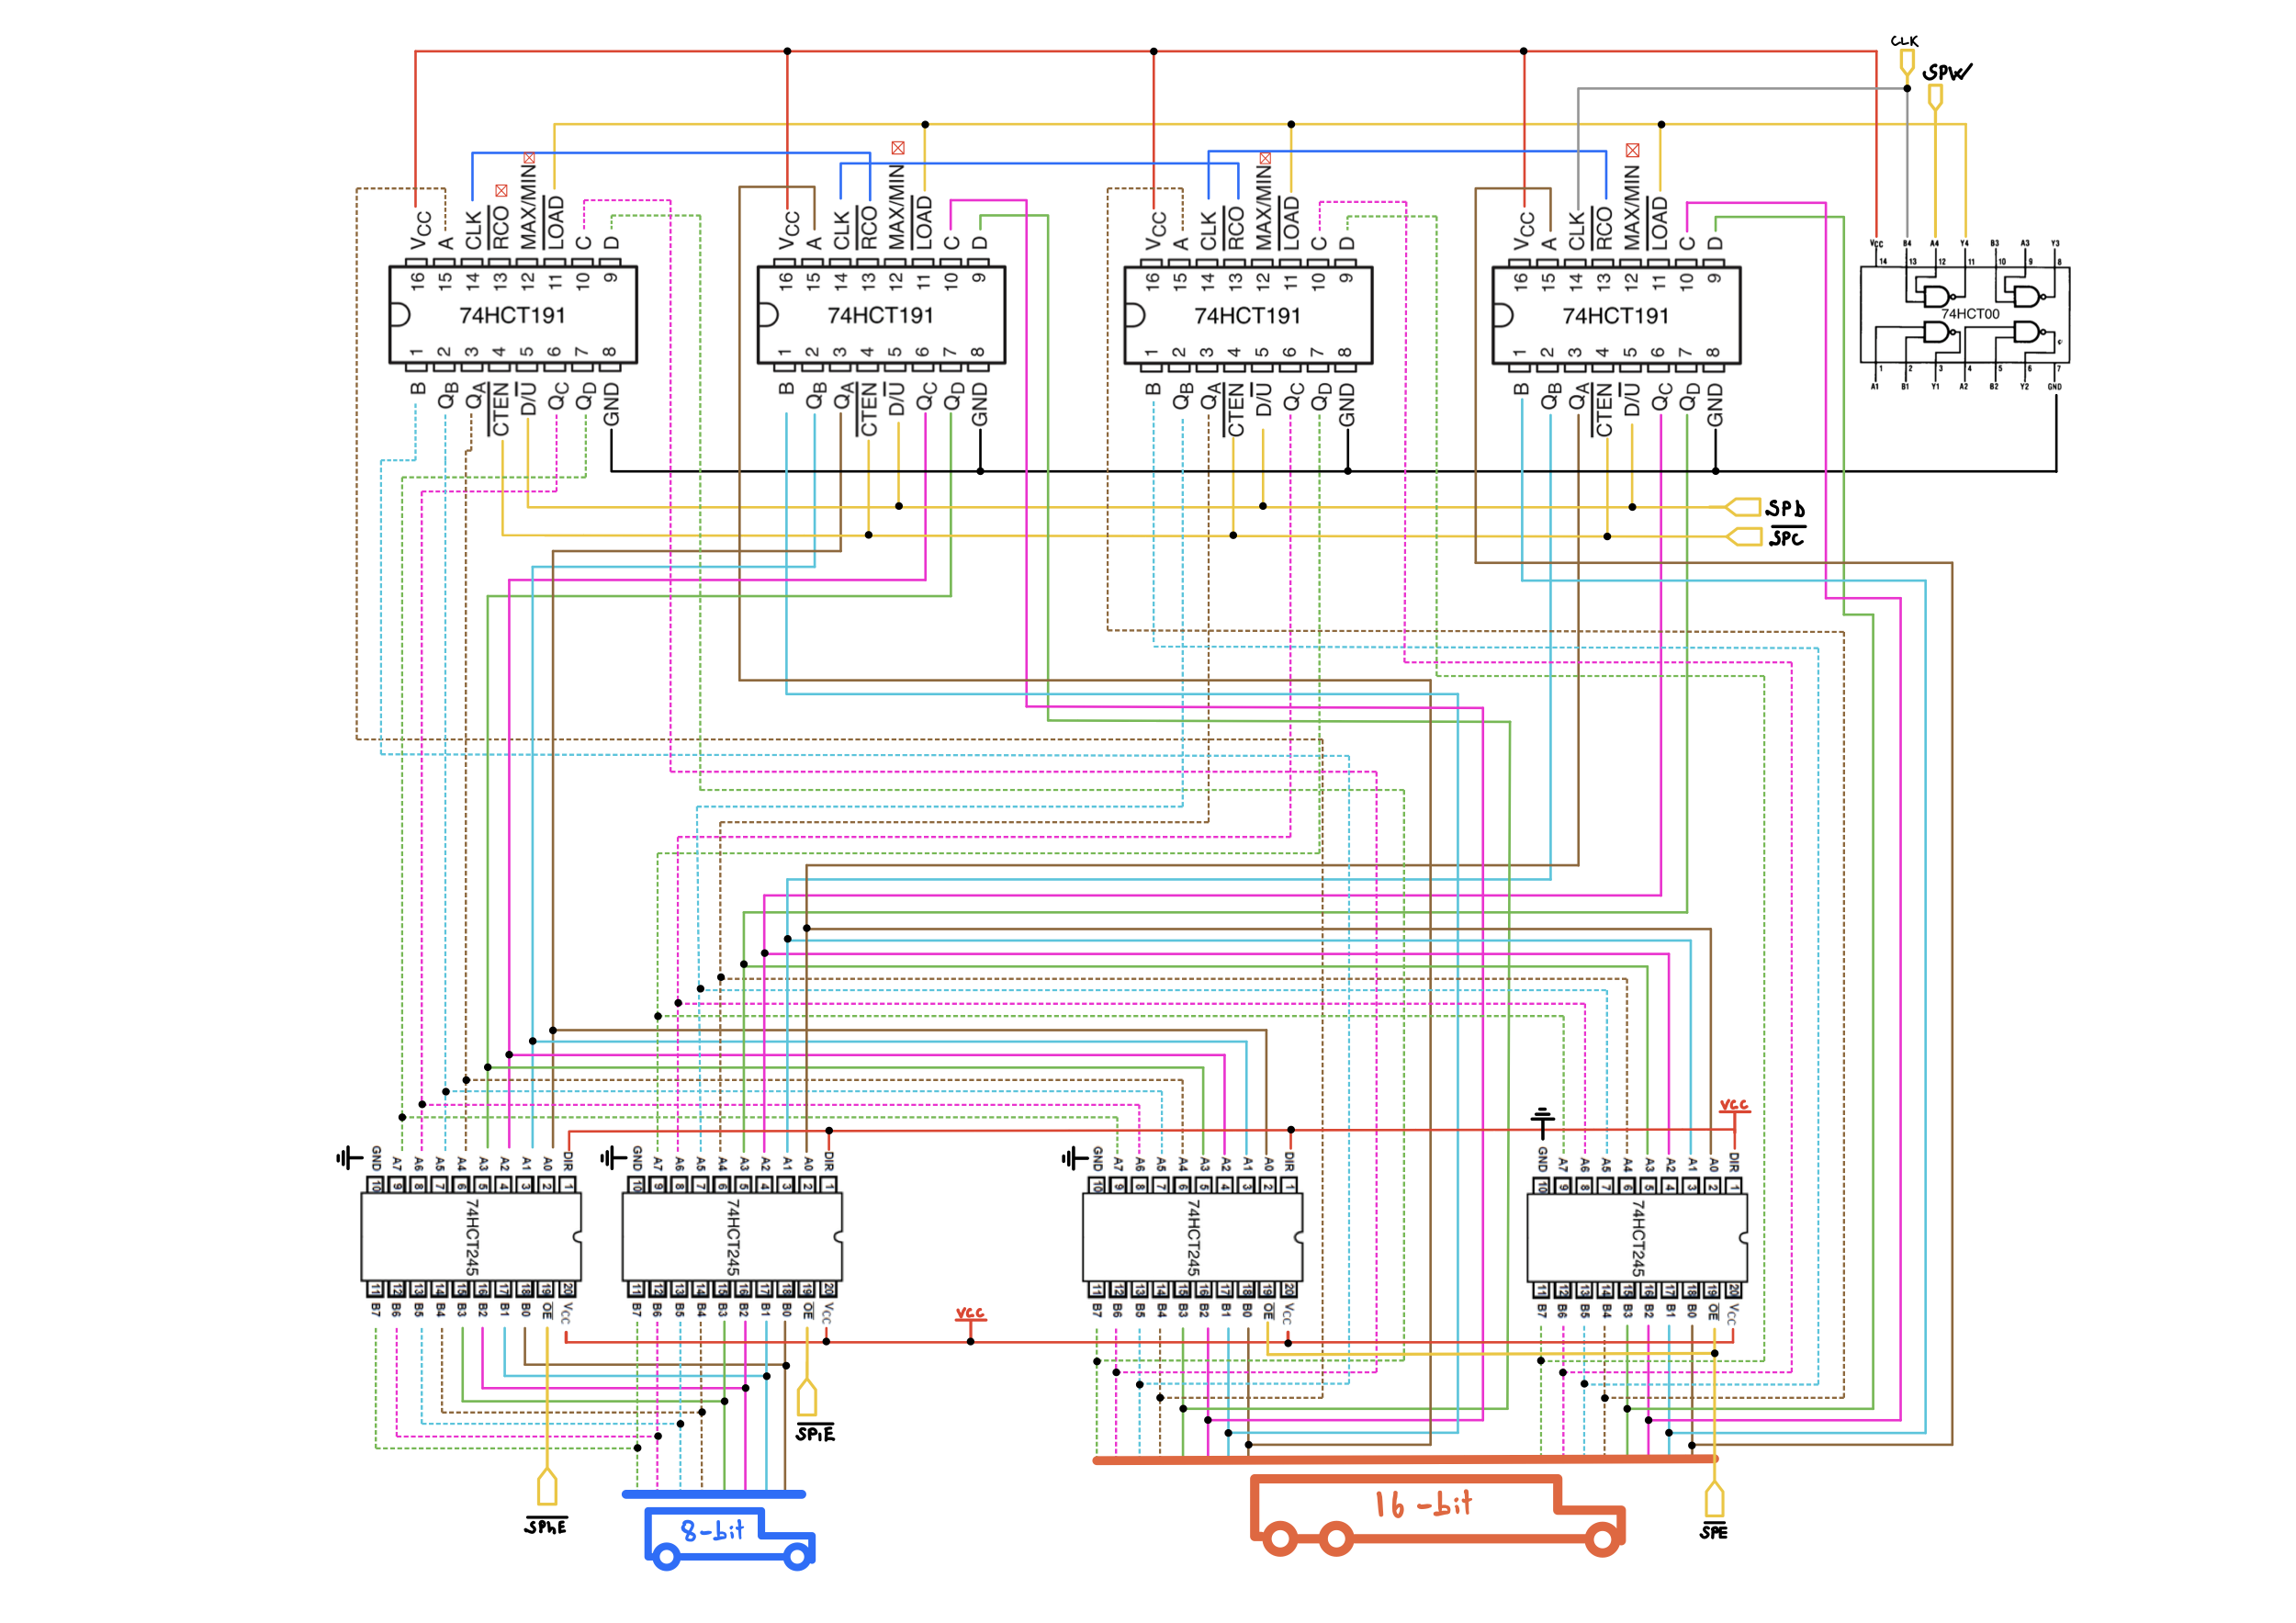 CLK
SPW
VCC A CLK RCO MAX/MIN LOAD C D
VCC A CLK RCO MAX/MIN LOAD C D
VCC A CLK RCO MAX/MIN LOAD C D
VCC A CLK RCO MAX/MIN LOAD C D
VCC B4 A4 Y4 B3 A3 Y3
16 15 14 13 12 11 10 9
16 15 14 13 12 11 10 9
16 15 14 13 12 11 10 9
16 15 14 13 12 11 10 9
14 13 12 11 10 9 8
74HCT191
74HCT191
74HCT191
74HCT191
74HCT00
1 2 3 4 5 6 7 8
1 2 3 4 5 6 7 8
1 2 3 4 5 6 7 8
1 2 3 4 5 6 7 8
1 2 3 4 5 6 7
B QB QA CTEN D/U QC QD GND
B QB QA CTEN D/U QC QD GND
B QB QA CTEN D/U QC QD GND
B QB QA CTEN D/U QC QD GND
A1 B1 Y1 A2 B2 Y2 GND
SPD
SPC
VCC
GND A7 A6 A5 A4 A3 A2 A1 A0 DIR
GND A7 A6 A5 A4 A3 A2 A1 A0 DIR
GND A7 A6 A5 A4 A3 A2 A1 A0 DIR
GND A7 A6 A5 A4 A3 A2 A1 A0 DIR
10 9 8 7 6 5 4 3 2 1
10 9 8 7 6 5 4 3 2 1
10 9 8 7 6 5 4 3 2 1
10 9 8 7 6 5 4 3 2 1
74HCT245
74HCT245
74HCT245
74HCT245
11 12 13 14 15 16 17 18 19 20
11 12 13 14 15 16 17 18 19 20
11 12 13 14 15 16 17 18 19 20
11 12 13 14 15 16 17 18 19 20
B7 B6 B5 B4 B3 B2 B1 B0 OE VCC
B7 B6 B5 B4 B3 B2 B1 B0 OE VCC
B7 B6 B5 B4 B3 B2 B1 B0 OE VCC
B7 B6 B5 B4 B3 B2 B1 B0 OE VCC
VCC
SPlE
SPhE
8-bit
16-bit
SPE